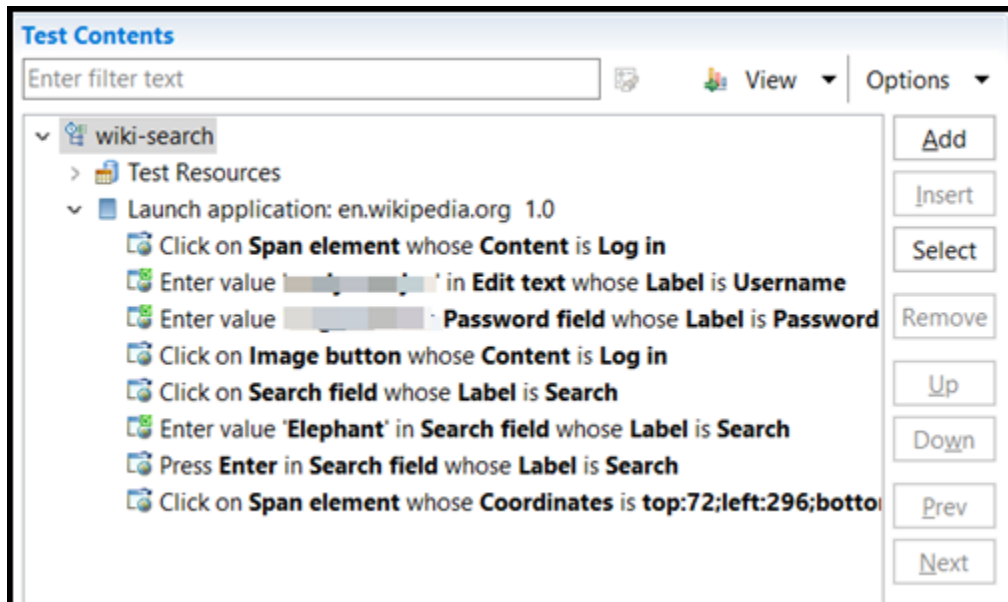 Test Contents
Enter filter text
View
Options
wiki-search
Test Resources
Launch application: en.wikipedia.org 1.0
Click on Span element whose Content is Log in
Enter value ' ' in Edit text whose Label is Username
Enter value Password field whose Label is Password
Click on Image button whose Content is Log in
Click on Search field whose Label is Search
Enter value 'Elephant' in Search field whose Label is Search
Press Enter in Search field whose Label is Search
Click on Span element whose Coordinates is top:72;left:296;
Add
Insert
Select
Remove
Up
Down
Prev
Next